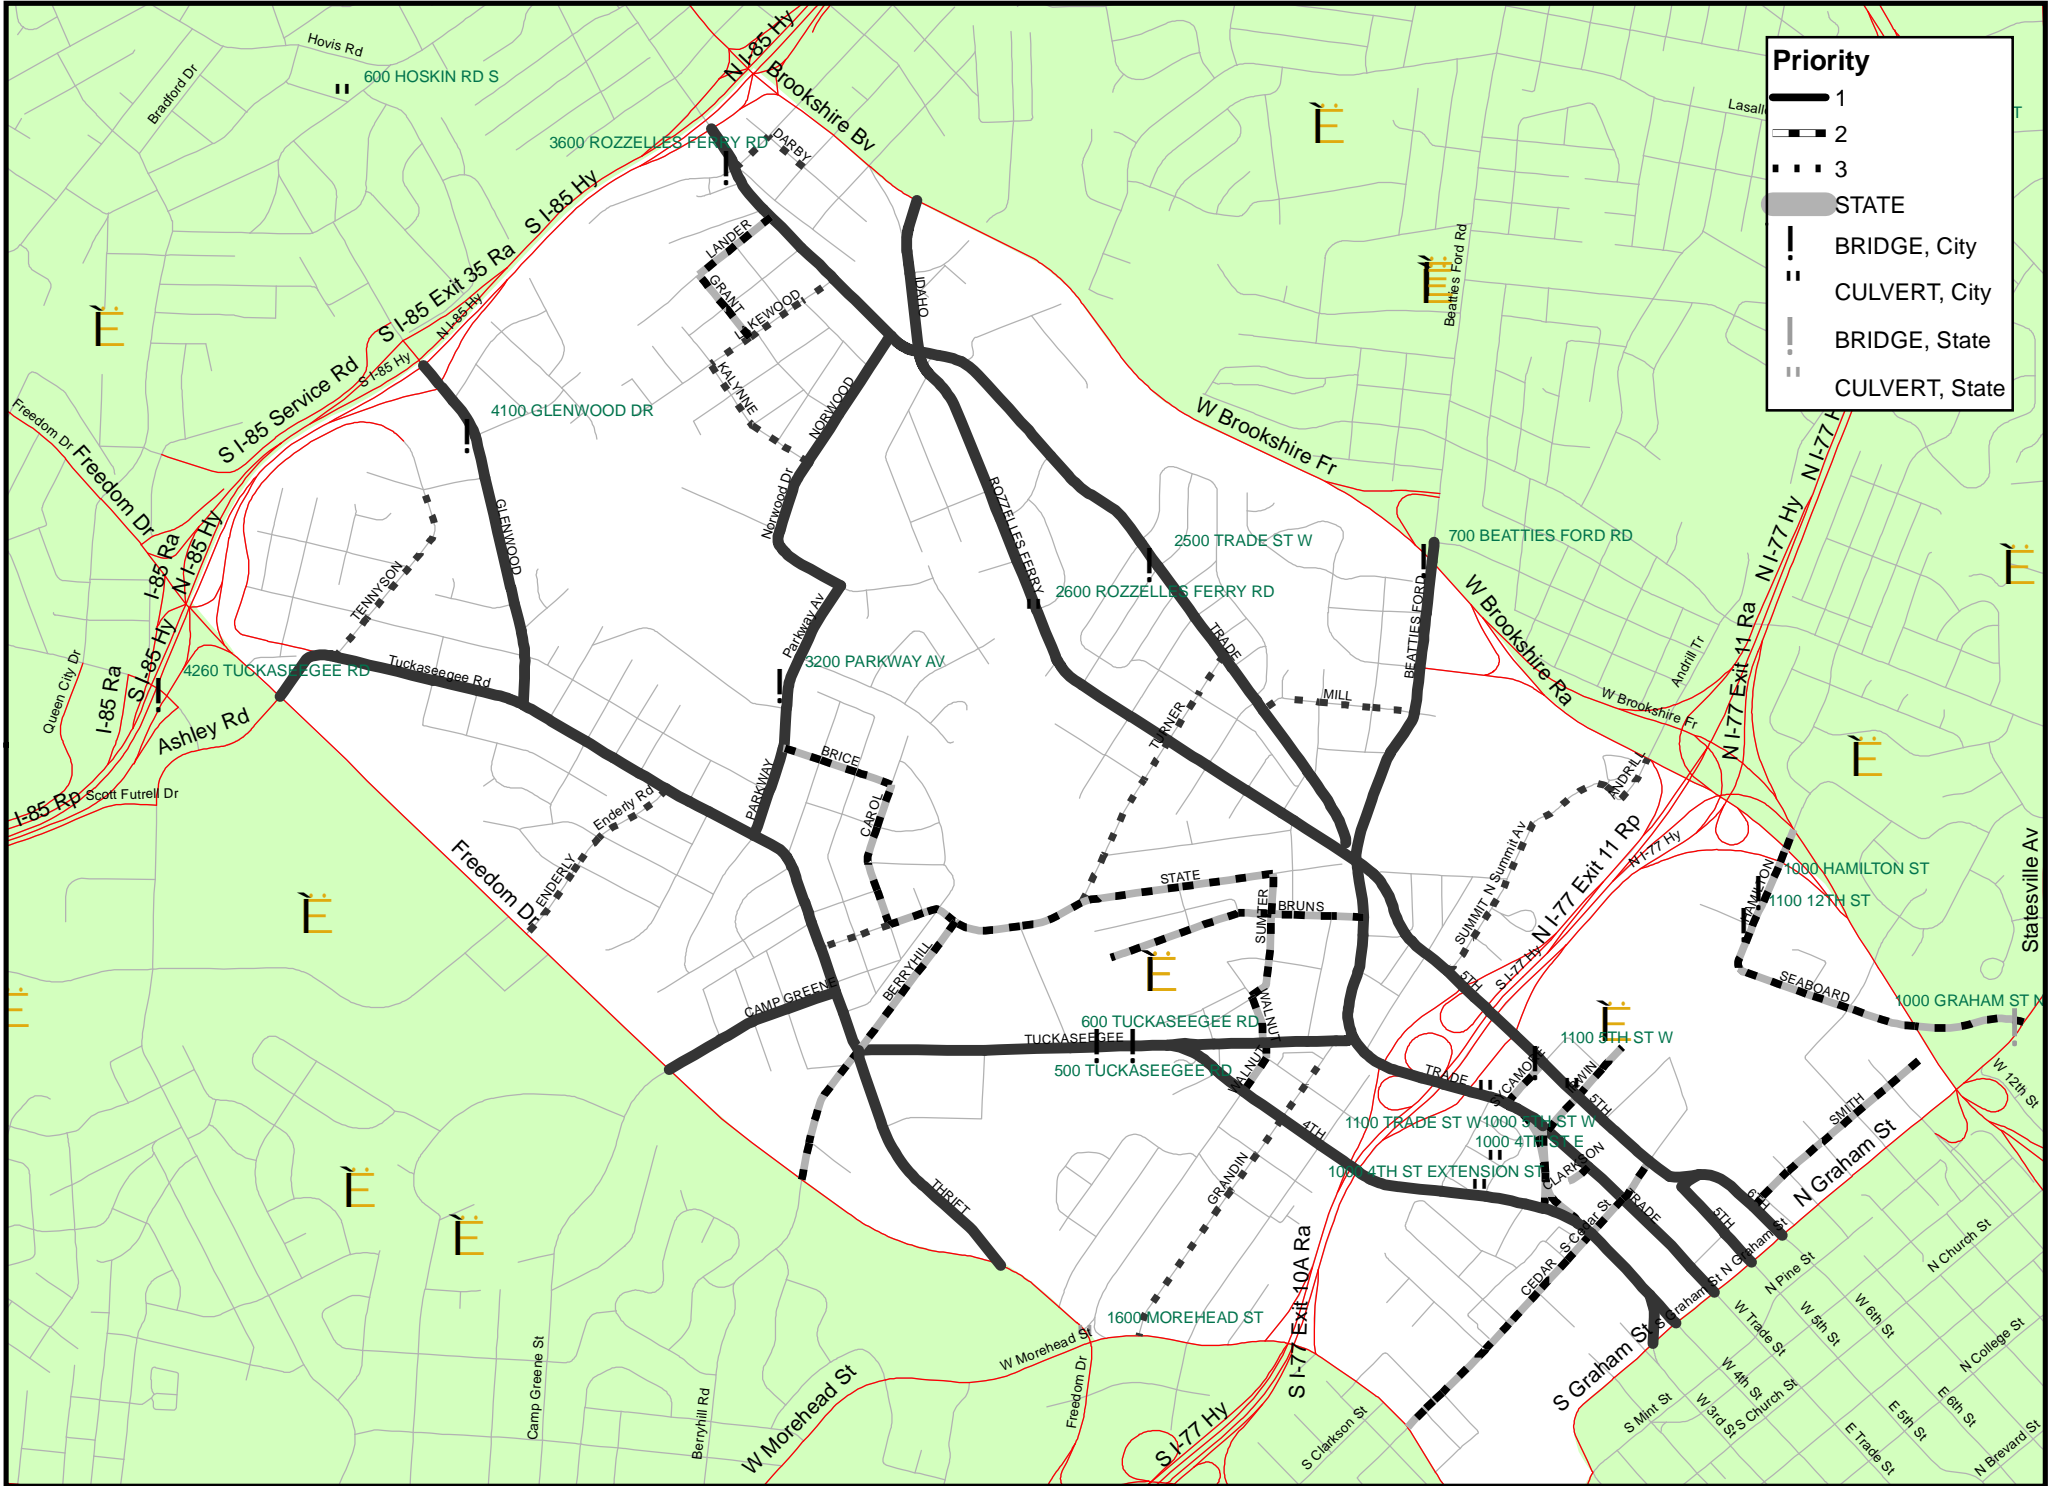 Hovis Rd
600 HOSKIN RD S
Bradford Dr
N I-85 Hy
Brookshire Bv
3600 ROZZELLES FERRY RD
DARBY
S I-85 Hy
Priority
1
2
3
STATE
BRIDGE, City
CULVERT, City
BRIDGE, State
CULVERT, State
LANDER
GRANT
LAKEWOOD
KALYNNE
NORWOOD
IDAHO
Beatties Ford Rd
S I-85 Exit 35 Ra
N I-85 Hy
S I-85 Hy
S I-85 Service Rd
Freedom Dr
Freedom Dr
4100 GLENWOOD DR
GLENWOOD
W Brookshire Fr
Norwood Dr
ROZZELLES FERRY
2500 TRADE ST W
700 BEATTIES FORD RD
2600 ROZZELLES FERRY RD
N I-77 Hy
I-85 Ra
N I-85 Hy
TENNYSON
Parkway Av
TRADE
BEATTIES FORD
W Brookshire Ra
Andrill Tr
N I-77 Exit 11 Ra
S I-85 Hy
Queen City Dr
I-85 Ra
4260 TUCKASEEGEE RD
Tuckaseegee Rd
3200 PARKWAY AV
MILL
W Brookshire Fr
Ashley Rd
TURNER
BRICE
PARKWAY
CAROL
I-85 Rp
Scott Futrell Dr
Enderly Rd
ENDERLY
Freedom Dr
ANDRILL
SUMMIT
N Summit Av
N I-77 Exit 11 Rp
N I-77 Hy
S I-77 Hy
HAMILTON
1000 HAMILTON ST
1100 12TH ST
Statesville Av
STATE
BRUNS
SUMTER
BERRYHILL
CAMP GREENE
5TH
SEABOARD
1000 GRAHAM ST N
WALNUT
600 TUCKASEEGEE RD
TUCKASEEGEE
500 TUCKASEEGEE RD
WALNUT
1100 5TH ST W
TRADE
SYCAMORE
5TH
W 12th St
SMITH
1100 TRADE ST W
1000 5TH ST W
1000 4TH ST E
4TH
1000 4TH ST EXTENSION ST
CLARKSON
GRANDIN
THRIFT
S Cedar St
CEDAR
TRADE
6TH
5TH
N Graham St
N Graham St
S Graham St
S Graham St
N Pine St
N Church St
W Trade St
W 5th St
W 6th St
N College St
1600 MOREHEAD ST
W Morehead St
W Morehead St
Freedom Dr
S I-77 Exit 10A Ra
S I-77 Hy
S Clarkson St
Camp Greene St
Berryhill Rd
W 4th St
W 3rd St
S Church St
S Mint St
E Trade St
E 5th St
E 6th St
N Brevard St